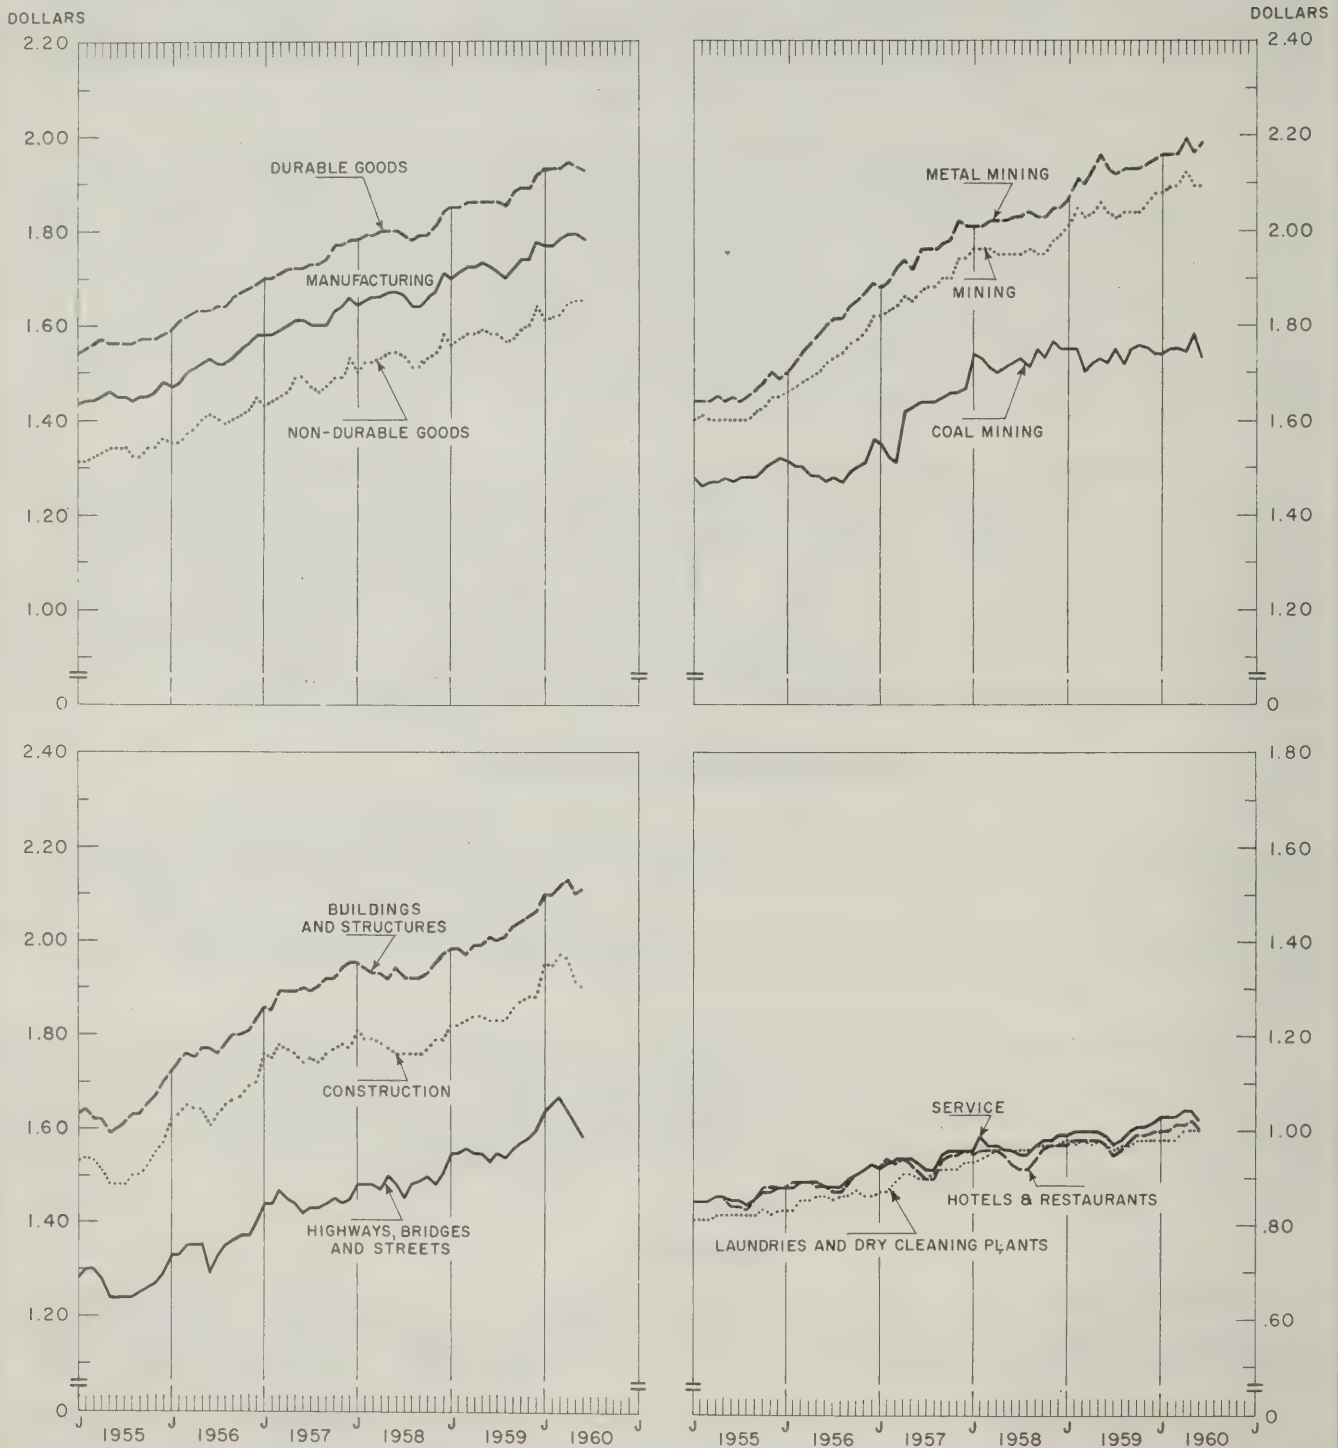 DOLLARS
DOLLARS
2.20
2.00
1.80
1.60
1.40
1.20
1.00
0
DURABLE GOODS
MANUFACTURING
NON-DURABLE GOODS
2.40
2.20
2.00
1.80
1.60
1.40
1.20
0
METAL MINING
MINING
COAL MINING
2.40
2.20
2.00
1.80
1.60
1.40
1.20
0
BUILDINGS
AND STRUCTURES
CONSTRUCTION
HIGHWAYS, BRIDGES
AND STREETS
J 1955 J 1956 J 1957 J 1958 J 1959 J 1960 J
1.80
1.60
1.40
1.20
1.00
.80
.60
0
SERVICE
HOTELS & RESTAURANTS
LAUNDRIES AND DRY CLEANING PLANTS
J 1955 J 1956 J 1957 J 1958 J 1959 J 1960 J